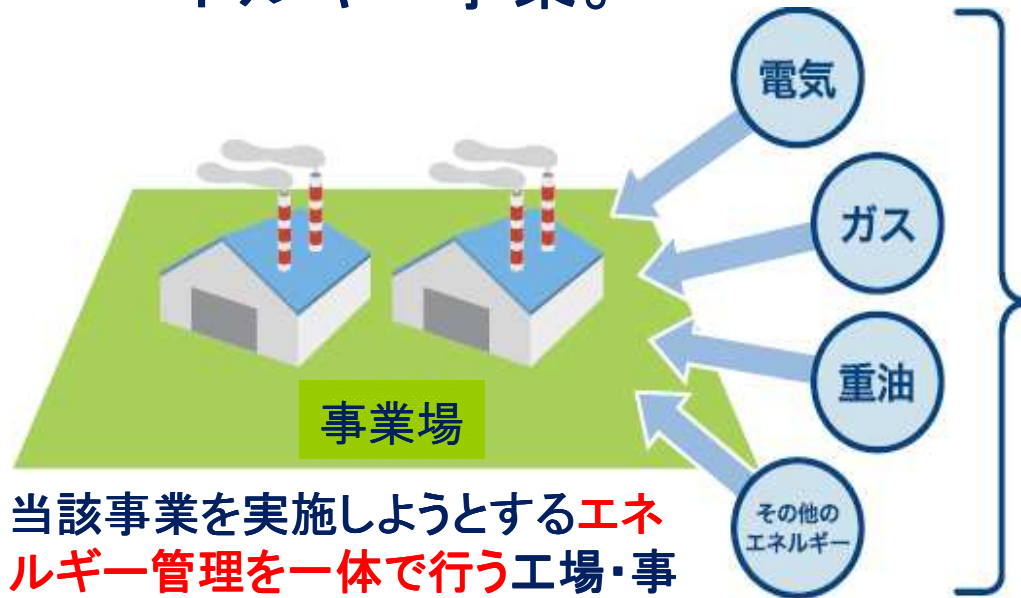 事業。
電気
ガス
重油
その他の
エネルギー
事業場
当該事業を実施しようとするエネ
ルギー管理を一体で行う工場・事